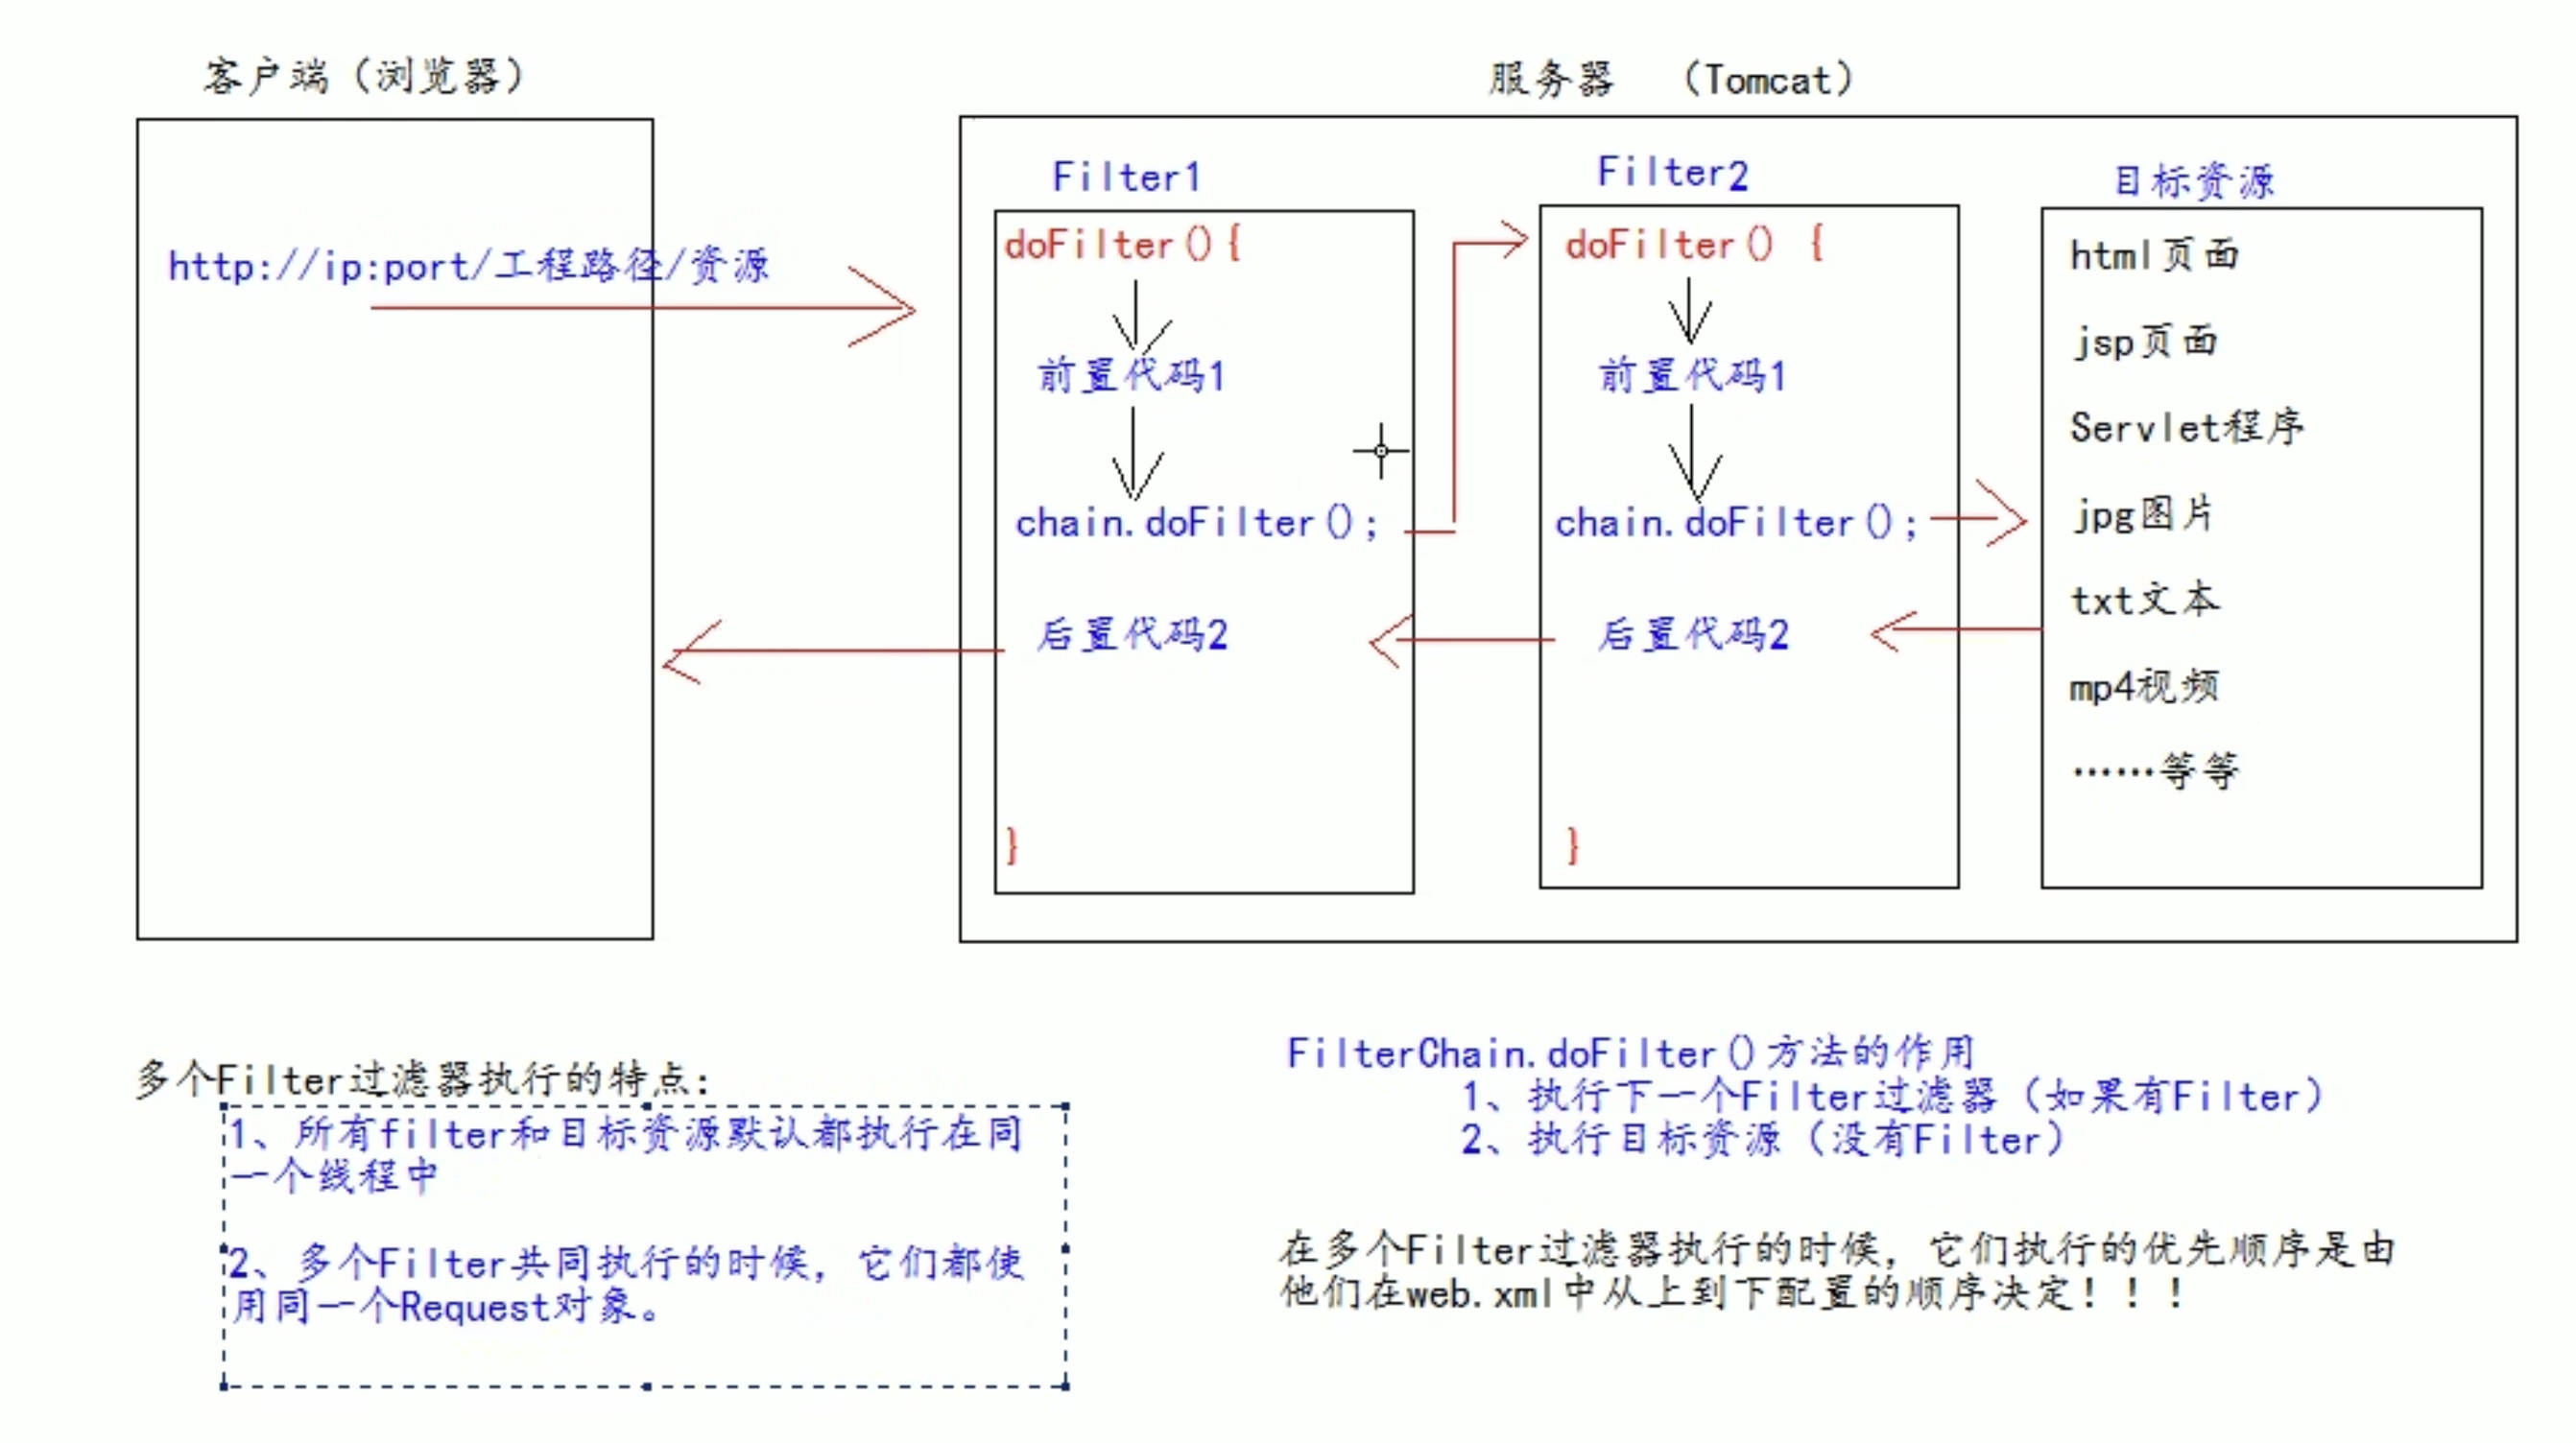 客户端（浏览器）
服务器 （Tomcat）
http://ip:port/工程路径/资源
Filter1
doFilter(){
前置代码1
chain.doFilter();
后置代码2
}
Filter2
doFilter() {
前置代码1
chain.doFilter();
后置代码2
}
目标资源
html页面
jsp页面
Servlet程序
jpg图片
txt文本
mp4视频
……等等
多个Filter过滤器执行的特点：
1、所有filter和目标资源默认都执行在同
一个线程中
2、多个Filter共同执行的时候，它们都使
用同一个Request对象。
FilterChain.doFilter()方法的作用
1、执行下一个Filter过滤器（如果有Filter）
2、执行目标资源（没有Filter）
在多个Filter过滤器执行的时候，它们执行的优先顺序是由
他们在web.xml中从上到下配置的顺序决定！！！